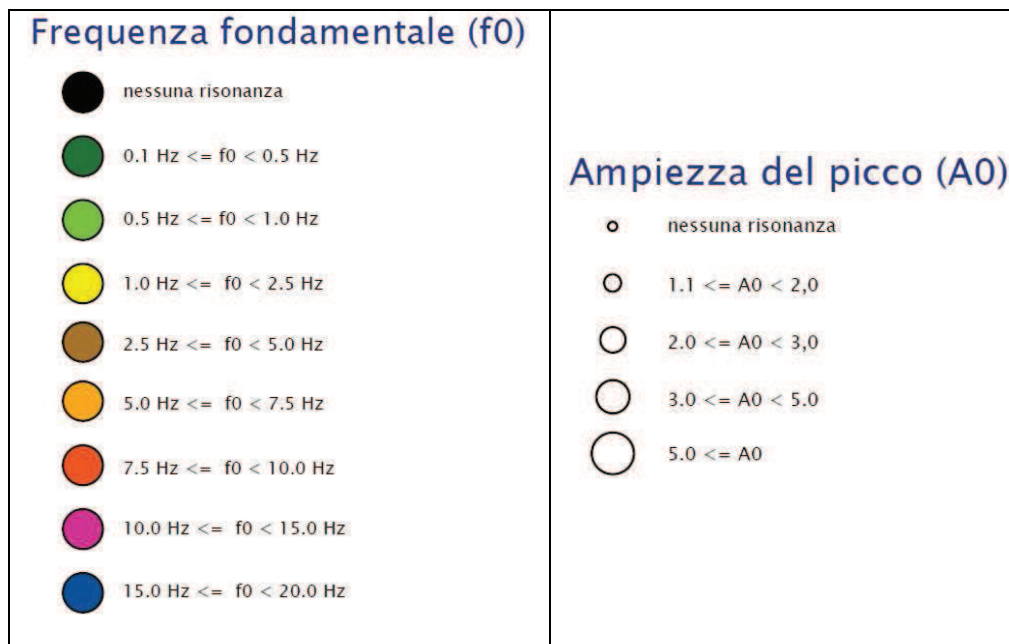 Frequenza fondamentale (f0)
nessuna risonanza
0.1 Hz <= f0 < 0.5 Hz
0.5 Hz <= f0 < 1.0 Hz
1.0 Hz <= f0 < 2.5 Hz
2.5 Hz <= f0 < 5.0 Hz
5.0 Hz <= f0 < 7.5 Hz
7.5 Hz <= f0 < 10.0 Hz
10.0 Hz <= f0 < 15.0 Hz
15.0 Hz <= f0 < 20.0 Hz
Ampiezza del picco (A0)
nessuna risonanza
1.1 <= A0 < 2,0
2.0 <= A0 < 3,0
3.0 <= A0 < 5.0
5.0 <= A0